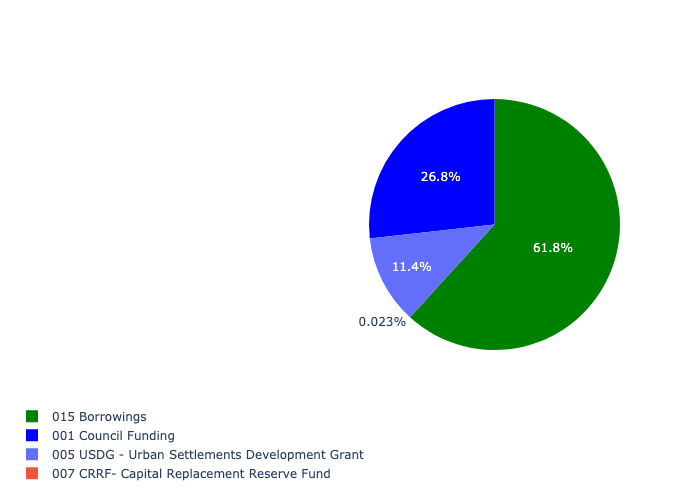 26.8%
61.8%
11.4%
0.023%
015 Borrowings
001 Council Funding
005 USDG - Urban Settlements Development Grant
007 CRRF- Capital Replacement Reserve Fund